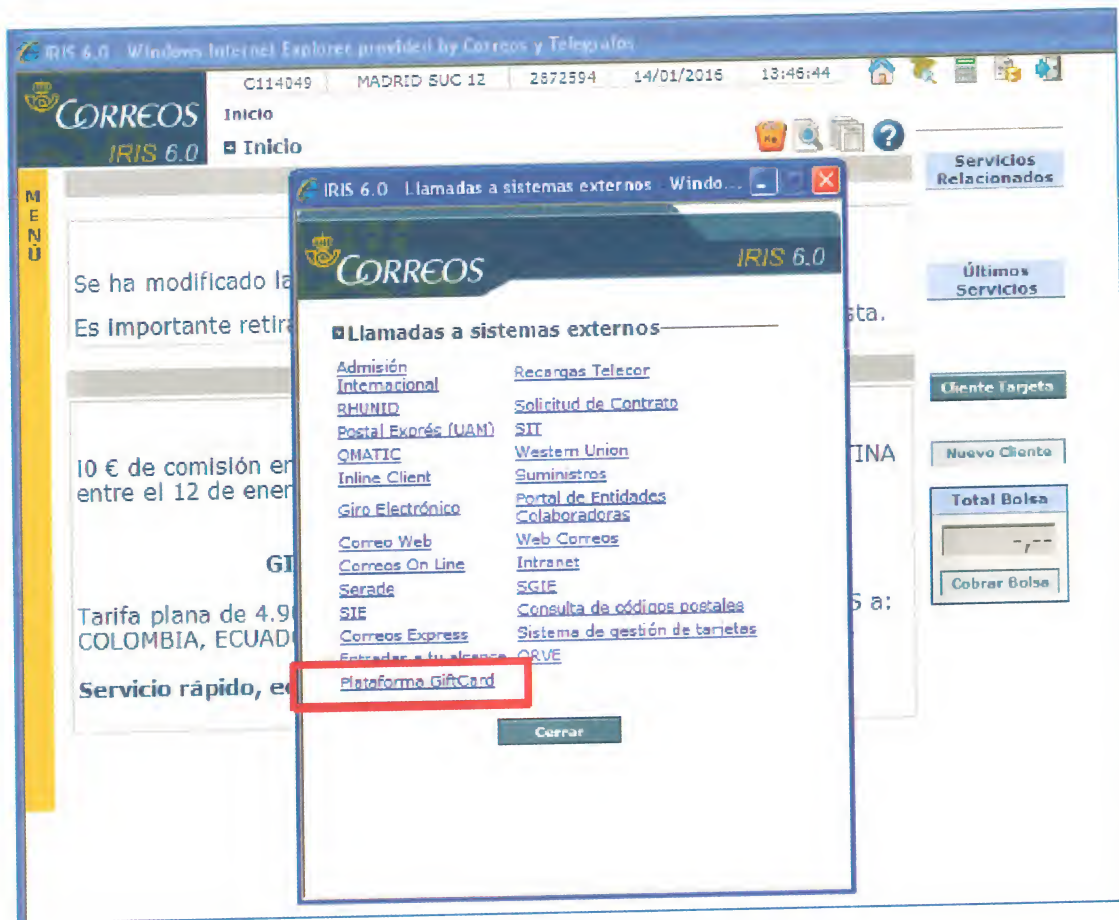 IRIS 6.0 Windows Internet Explorer provided by Correos y Telegrafos
C114049 MADRID SUC 12 2872594 14/01/2016 13:46:44
CORREOS
IRIS 6.0
Inicio
Inicio
MENÚ
Se ha modificado la
Es importante retira
sta.
10 € de comisión en
TINA
entre el 12 de ener
GI
Tarifa plana de 4.9
S a:
COLOMBIA, ECUAD
Servicio rápido, e
IRIS 6.0 Llamadas a sistemas externos - Windo...
CORREOS
IRIS 6.0
Llamadas a sistemas externos
Admisión
Internacional
Recargas Telecor
RHUNID
Solicitud de Contrato
Postal Exprés (UAM)
SIT
QMATIC
Western Union
Inline Client
Suministros
Giro Electrónico
Portal de Entidades
Colaboradoras
Correo Web
Web Correos
Correos On Line
Intranet
Serade
SGIE
SIE
Consulta de códigos postales
Correos Express
Sistema de gestión de tarjetas
Entradas a tu alcance
ORVE
Plataforma GiftCard
Cerrar
Servicios
Relacionados
Últimos
Servicios
Cliente Tarjeta
Nuevo Cliente
Total Bolsa
-,--
Cobrar Bolsa